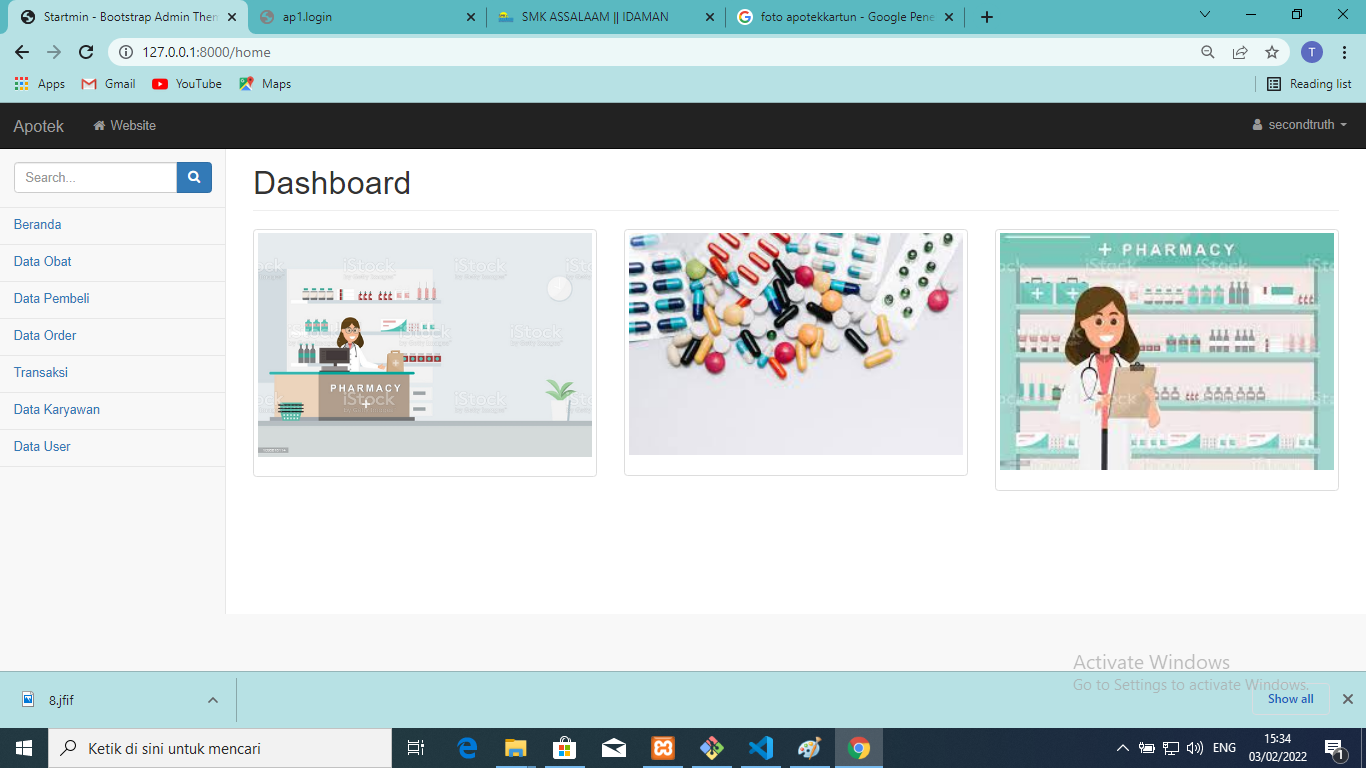 Startmin - Bootstrap Admin Then
ap1.login
SMK ASSALAAM || IDAMAN
foto apotekkartun - Google Pene
127.0.0.1:8000/home
T
Apps
Gmail
YouTube
Maps
Reading list
Apotek
Website
secondtruth
Search...
Dashboard
Beranda
Data Obat
Data Pembeli
Data Order
Transaksi
Data Karyawan
Data User
iStock
iStock
PHARMACY
iStock
iStock
iStock
+ PHARMACY
iStock
iStock
Activate Windows
Go to Settings to activate Windows.
8.jfif
Show all
Ketik di sini untuk mencari
ENG
15:34
03/02/2022
1